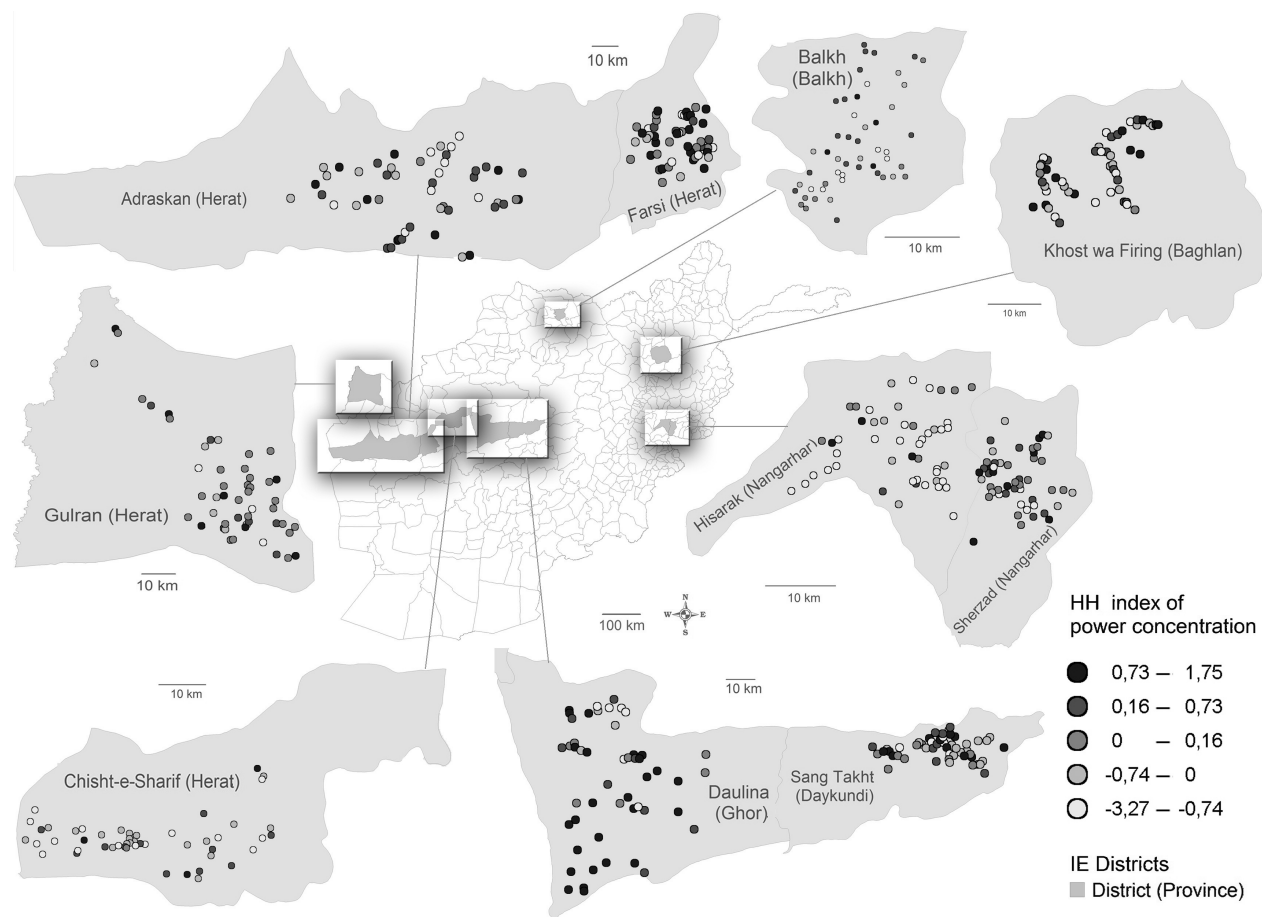 10 km
Balkh
(Balkh)
Adraskan (Herat)
Farsi (Herat)
10 km
Khost wa Firing (Baghlan)
10 km
Gulran (Herat)
10 km
Hisarak (Nangarhar)
Sherzad (Nangarhar)
10 km
100 km
N
W E
S
HH index of
power concentration
0,73 – 1,75
0,16 – 0,73
0 – 0,16
-0,74 – 0
-3,27 – -0,74
IE Districts
District (Province)
10 km
Chisht-e-Sharif (Herat)
10 km
Daulina
(Ghor)
Sang Takht
(Daykundi)